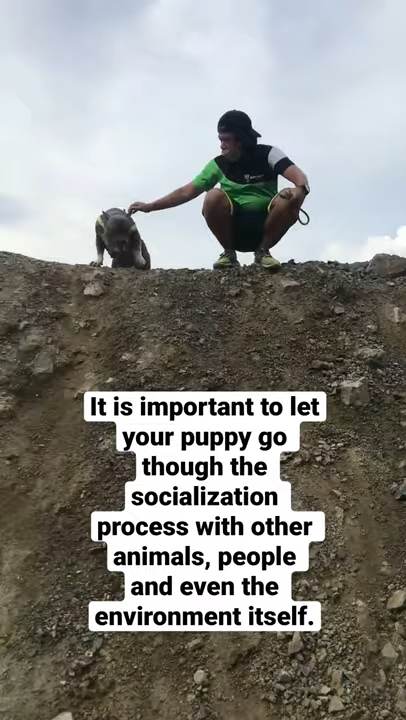 It is important to let
your puppy go
though the
socialization
process with other
animals, people
and even the
environment itself.